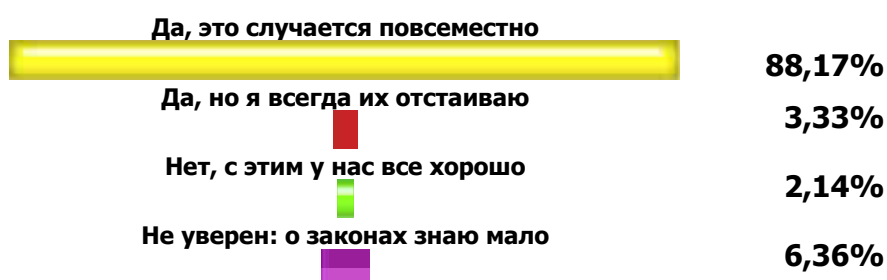 Да, это случается повсеместно
88,17%
Да, но я всегда их отстаиваю
3,33%
Нет, с этим у нас все хорошо
2,14%
Не уверен: о законах знаю мало
6,36%